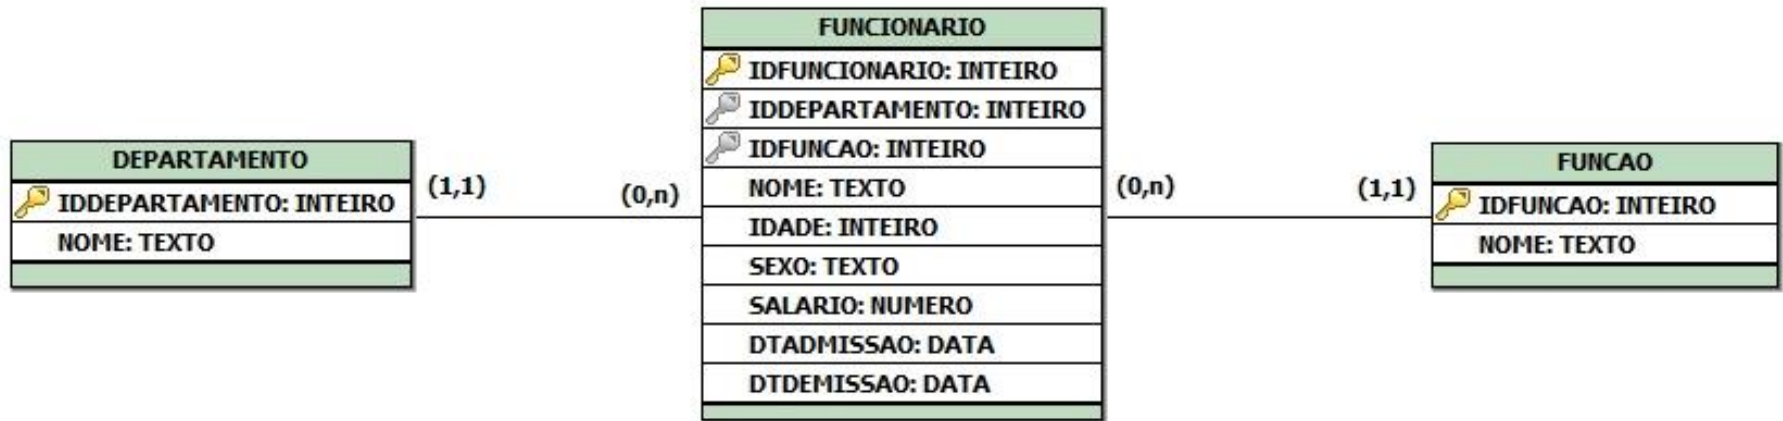 DEPARTAMENTO
IDDEPARTAMENTO: INTEIRO
NOME: TEXTO
(1,1)
(0,n)
FUNCIONARIO
IDFUNCIONARIO: INTEIRO
IDDEPARTAMENTO: INTEIRO
IDFUNCAO: INTEIRO
NOME: TEXTO
IDADE: INTEIRO
SEXO: TEXTO
SALARIO: NUMERO
DTADMISSAO: DATA
DTDEMISSAO: DATA
(0,n)
(1,1)
FUNCAO
IDFUNCAO: INTEIRO
NOME: TEXTO